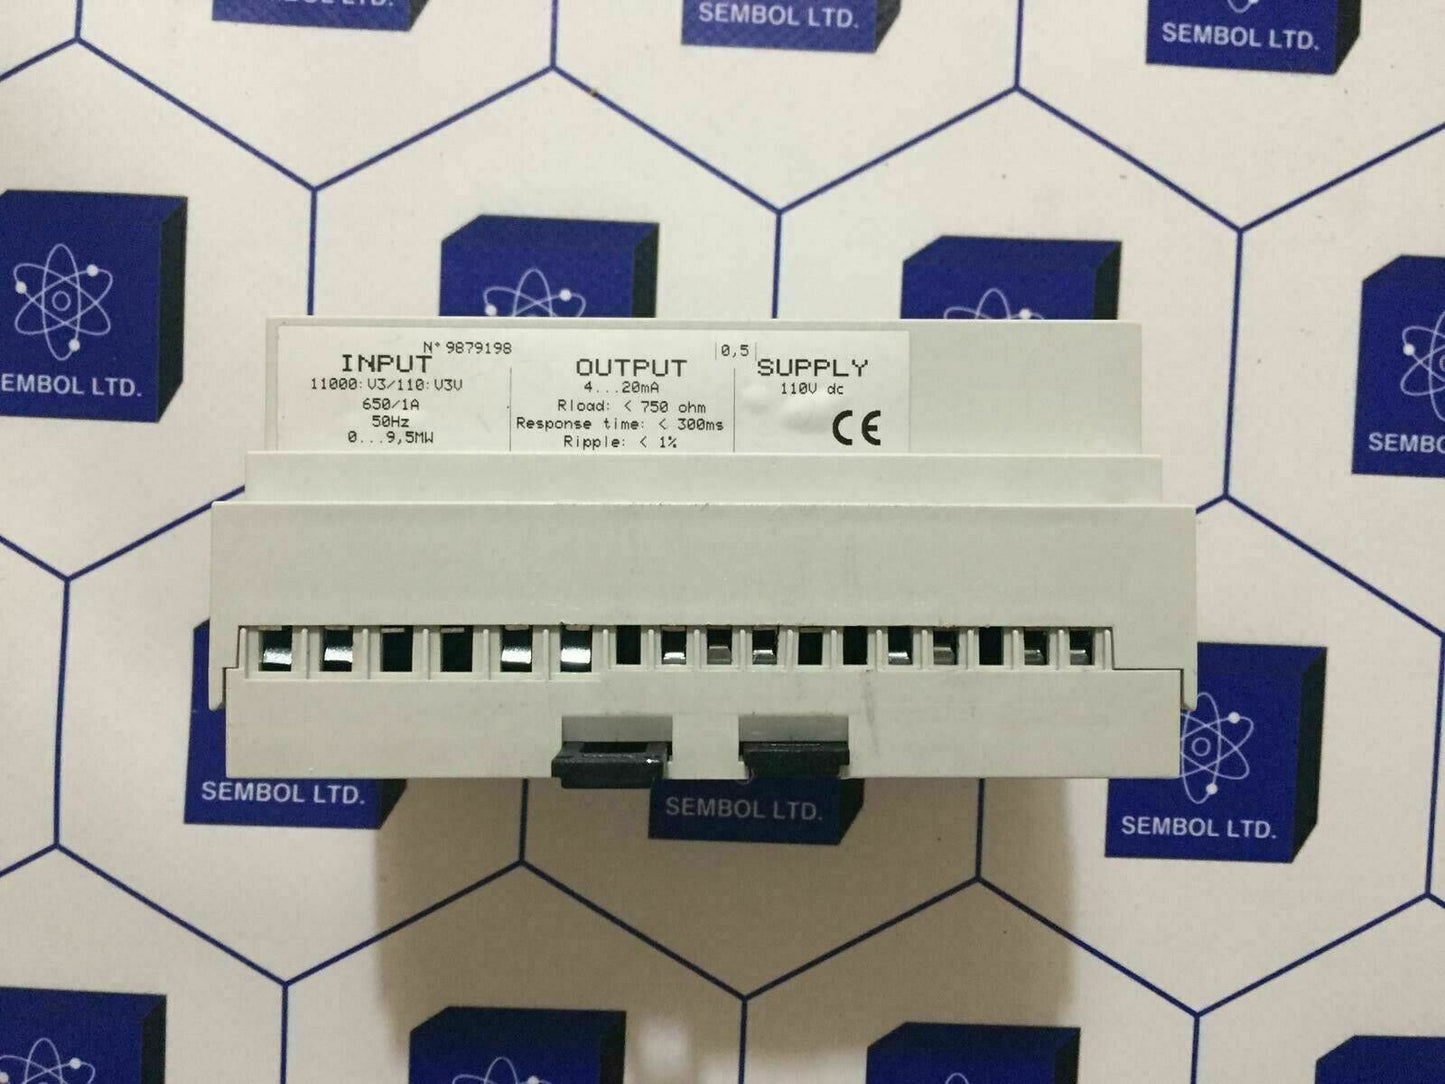 SEMBOL LTD.
SEMBOL LTD.
EMBOL LTD.
SEMBO
N° 9879198
INPUT
11000:V3/110:V3V
650/1A
50Hz
0...9,5MW
OUTPUT
4...20mA
Rload: < 750 ohm
Response time: < 300ms
Ripple: < 1%
0,5
SUPPLY
110V dc
CE
SEMBOL LTD.
SEMBOL LTD.
SEMBOL LTD.